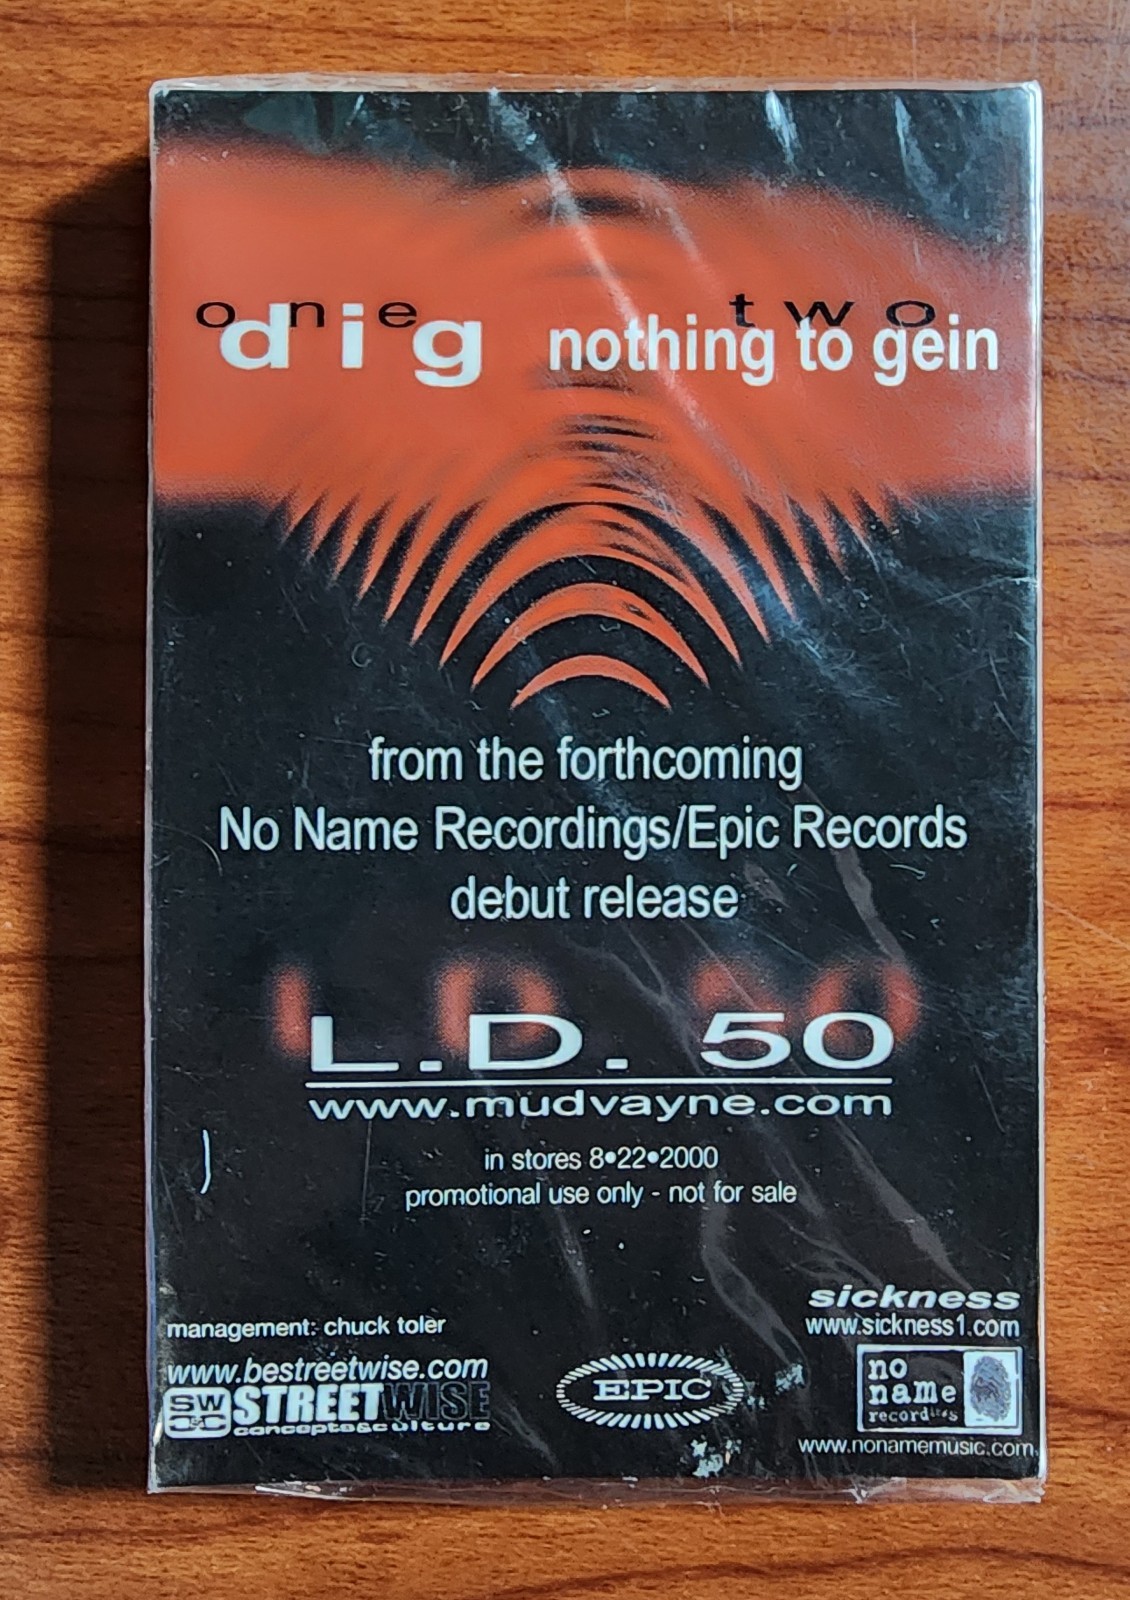 one two
dig nothing to gein
from the forthcoming
No Name Recordings/Epic Records
debut release
L.D. 50
www.mudvayne.com
in stores 8•22•2000
promotional use only - not for sale
sickness
www.sickness1.com
management: chuck toler
www.bestreetwise.com
SW
C&C
STREETWISE
concepts&culture
EPIC
no
name
recordings
www.nonamemusic.com